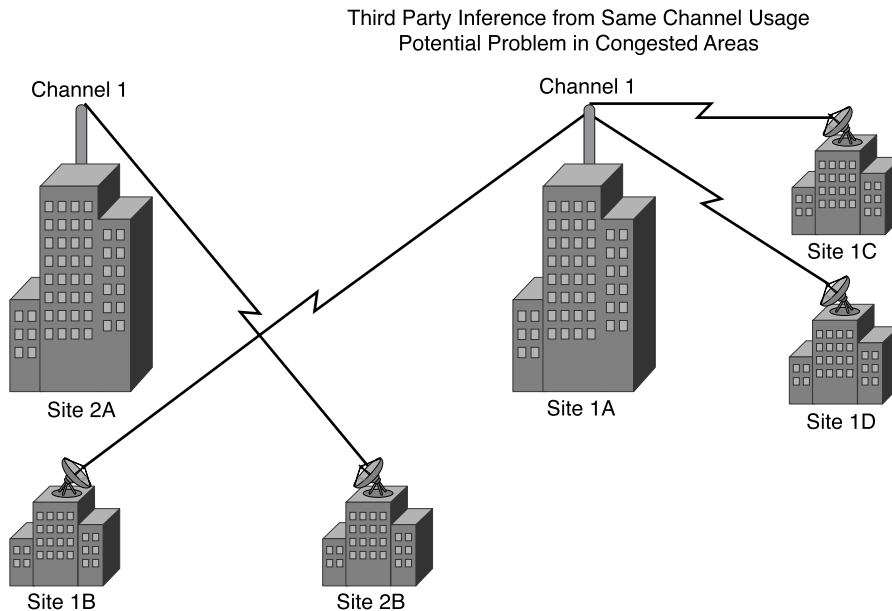 Third Party Inference from Same Channel Usage
Potential Problem in Congested Areas
Channel 1
Channel 1
Site 1C
Site 2A
Site 1A
Site 1D
Site 1B
Site 2B